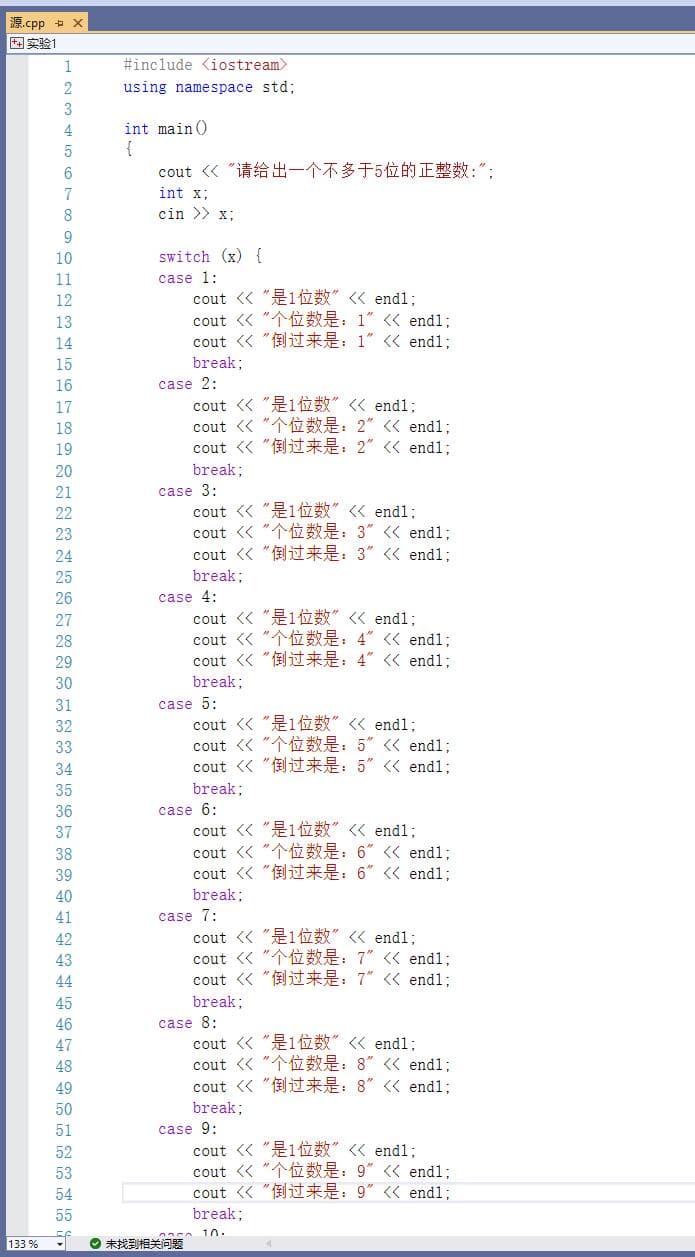 源.cpp
实验1
1 #include <iostream>
2 using namespace std;
3
4 int main()
5 {
6 cout << "请给出一个不多于5位的正整数:";
7 int x;
8 cin >> x;
9
10 switch (x) {
11 case 1:
12 cout << "是1位数" << endl;
13 cout << "个位数是：1" << endl;
14 cout << "倒过来是：1" << endl;
15 break;
16 case 2:
17 cout << "是1位数" << endl;
18 cout << "个位数是：2" << endl;
19 cout << "倒过来是：2" << endl;
20 break;
21 case 3:
22 cout << "是1位数" << endl;
23 cout << "个位数是：3" << endl;
24 cout << "倒过来是：3" << endl;
25 break;
26 case 4:
27 cout << "是1位数" << endl;
28 cout << "个位数是：4" << endl;
29 cout << "倒过来是：4" << endl;
30 break;
31 case 5:
32 cout << "是1位数" << endl;
33 cout << "个位数是：5" << endl;
34 cout << "倒过来是：5" << endl;
35 break;
36 case 6:
37 cout << "是1位数" << endl;
38 cout << "个位数是：6" << endl;
39 cout << "倒过来是：6" << endl;
40 break;
41 case 7:
42 cout << "是1位数" << endl;
43 cout << "个位数是：7" << endl;
44 cout << "倒过来是：7" << endl;
45 break;
46 case 8:
47 cout << "是1位数" << endl;
48 cout << "个位数是：8" << endl;
49 cout << "倒过来是：8" << endl;
50 break;
51 case 9:
52 cout << "是1位数" << endl;
53 cout << "个位数是：9" << endl;
54 cout << "倒过来是：9" << endl;
55 break;
56 case 10:
133 % 未找到相关问题